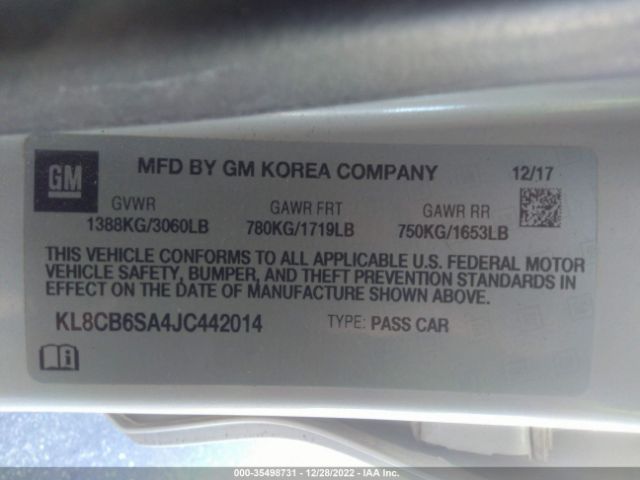 GM
MFD BY GM KOREA COMPANY 12/17
GVWR GAWR FRT GAWR RR
1388KG/3060LB 780KG/1719LB 750KG/1653LB
THIS VEHICLE CONFORMS TO ALL APPLICABLE U.S. FEDERAL MOTOR
VEHICLE SAFETY, BUMPER, AND THEFT PREVENTION STANDARDS IN
EFFECT ON THE DATE OF MANUFACTURE SHOWN ABOVE.
KL8CB6SA4JC442014 TYPE: PASS CAR
000-35498731 - 12/28/2022 - IAA Inc.